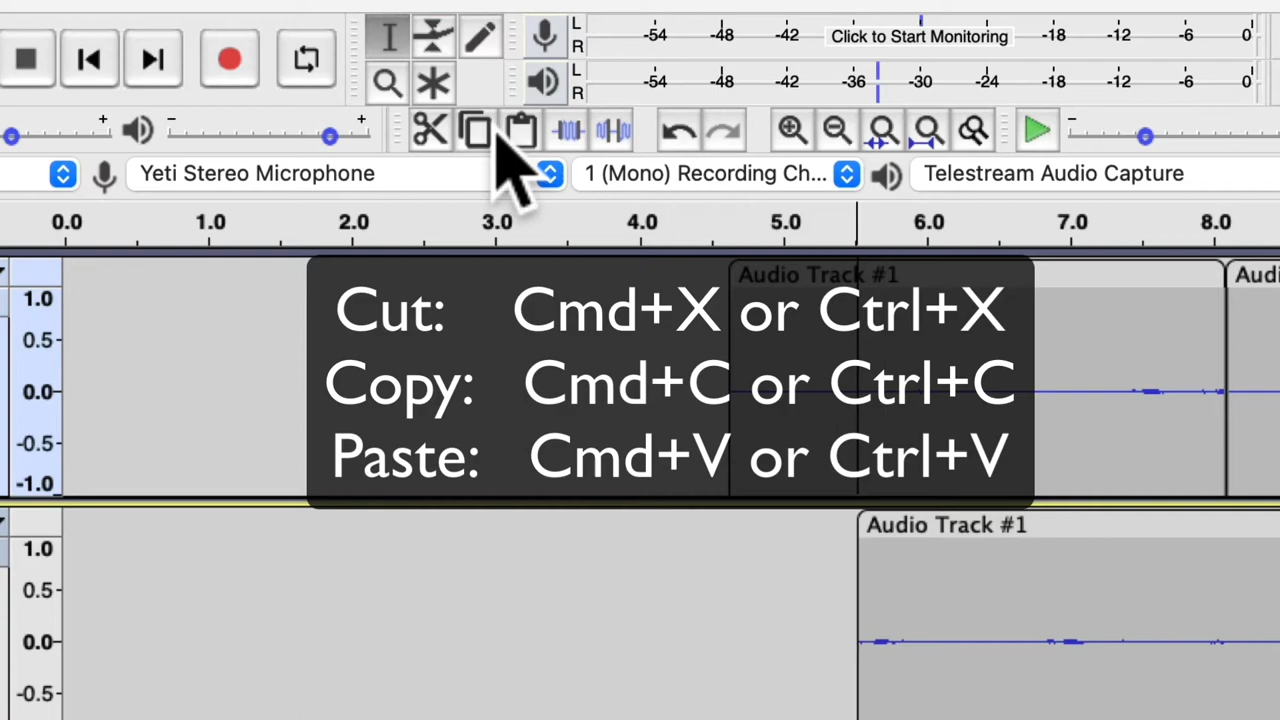 L
R
-54 -48 -42 Click to Start Monitoring -18 -12 -6 0
L
R
-54 -48 -42 -36 -30 -24 -18 -12 -6 0
+ - + -
Yeti Stereo Microphone 1 (Mono) Recording Ch... Telestream Audio Capture
0.0 1.0 2.0 3.0 4.0 5.0 6.0 7.0 8.0
Audio Track #1 Audi
1.0
0.5
0.0
-0.5
-1.0
Cut: Cmd+X or Ctrl+X
Copy: Cmd+C or Ctrl+C
Paste: Cmd+V or Ctrl+V
Audio Track #1
1.0
0.5
0.0
-0.5